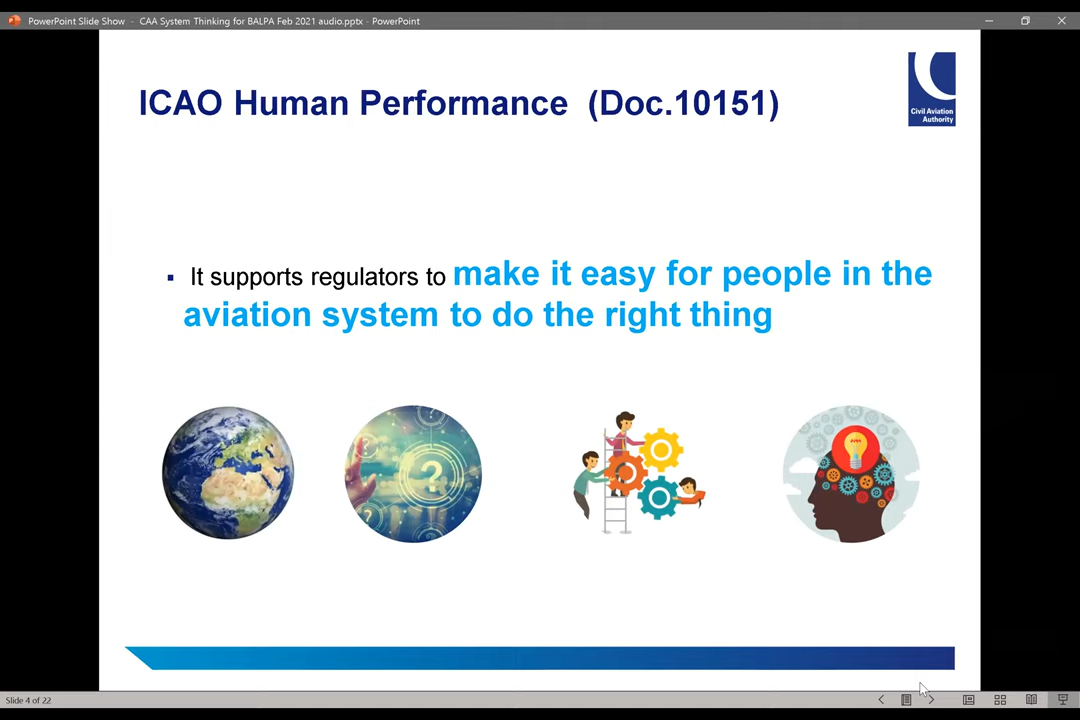 PowerPoint Slide Show - CAA System Thinking for BALPA Feb 2021 audio.pptx - PowerPoint
ICAO Human Performance (Doc.10151)
Civil Aviation
Authority
▪ It supports regulators to make it easy for people in the
aviation system to do the right thing
?
?
?
Slide 4 of 22